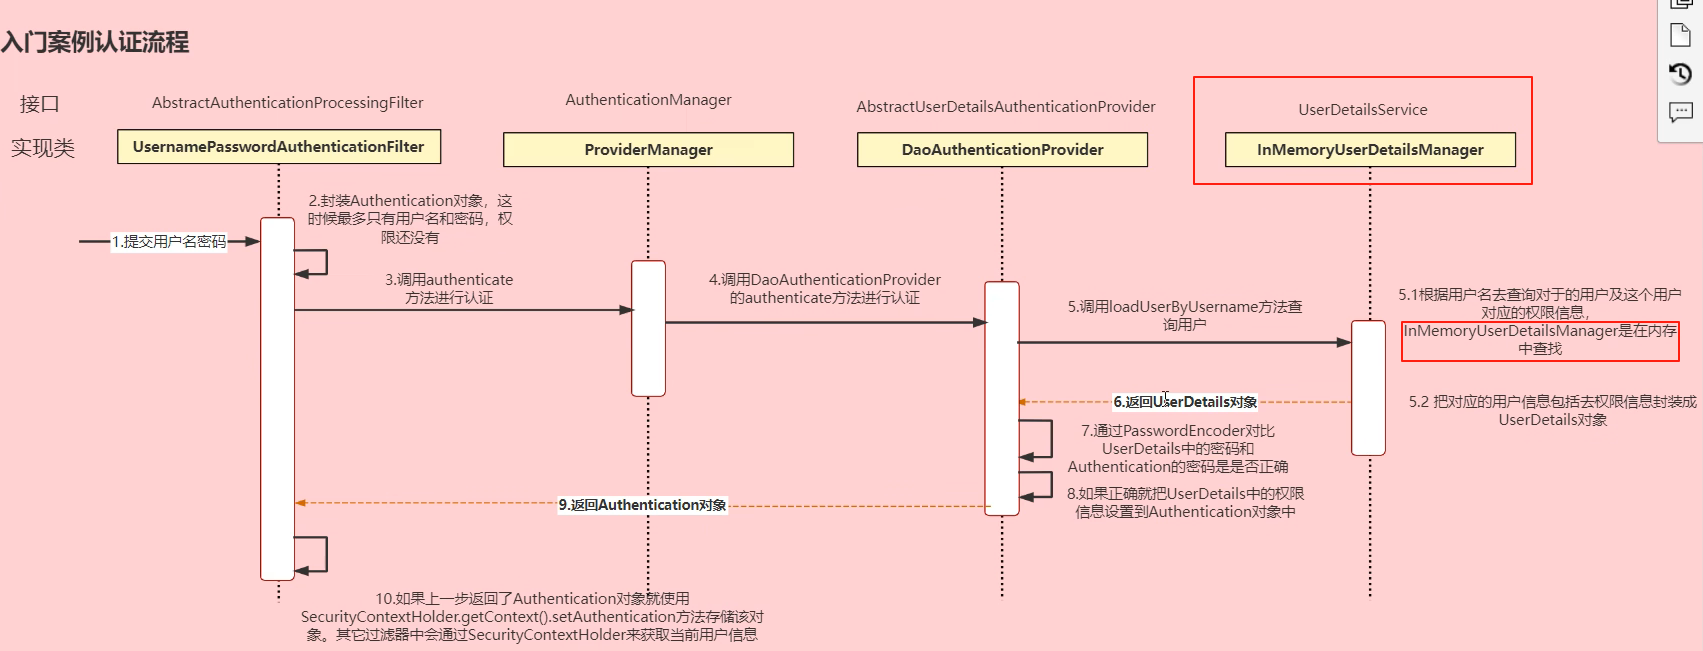 入门案例认证流程
接口
AbstractAuthenticationProcessingFilter
AuthenticationManager
AbstractUserDetailsAuthenticationProvider
UserDetailsService
实现类
UsernamePasswordAuthenticationFilter
ProviderManager
DaoAuthenticationProvider
InMemoryUserDetailsManager
2.封装Authentication对象，这
时候最多只有用户名和密码，权
限还没有
1.提交用户名密码
3.调用authenticate
方法进行认证
4.调用DaoAuthenticationProvider
的authenticate方法进行认证
5.调用loadUserByUsername方法查
询用户
5.1根据用户名去查询对于的用户及这个用户
对应的权限信息，
InMemoryUserDetailsManager是在内存
中查找
6.返回UserDetails对象
5.2 把对应的用户信息包括去权限信息封装成
UserDetails对象
7.通过PasswordEncoder对比
UserDetails中的密码和
Authentication的密码是是否正确
8.如果正确就把UserDetails中的权限
信息设置到Authentication对象中
9.返回Authentication对象
10.如果上一步返回了Authentication对象就使用
SecurityContextHolder.getContext().setAuthentication方法存储该对
象。其它过滤器中会通过SecurityContextHolder来获取当前用户信息